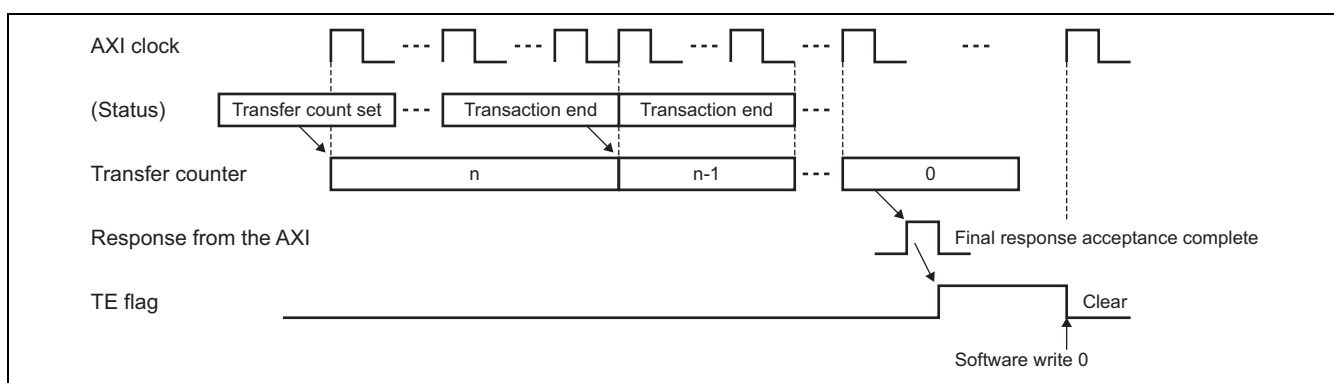 AXI clock
(Status)
Transfer count set
Transaction end
Transaction end
Transfer counter
n
n-1
0
Response from the AXI
Final response acceptance complete
TE flag
Clear
Software write 0